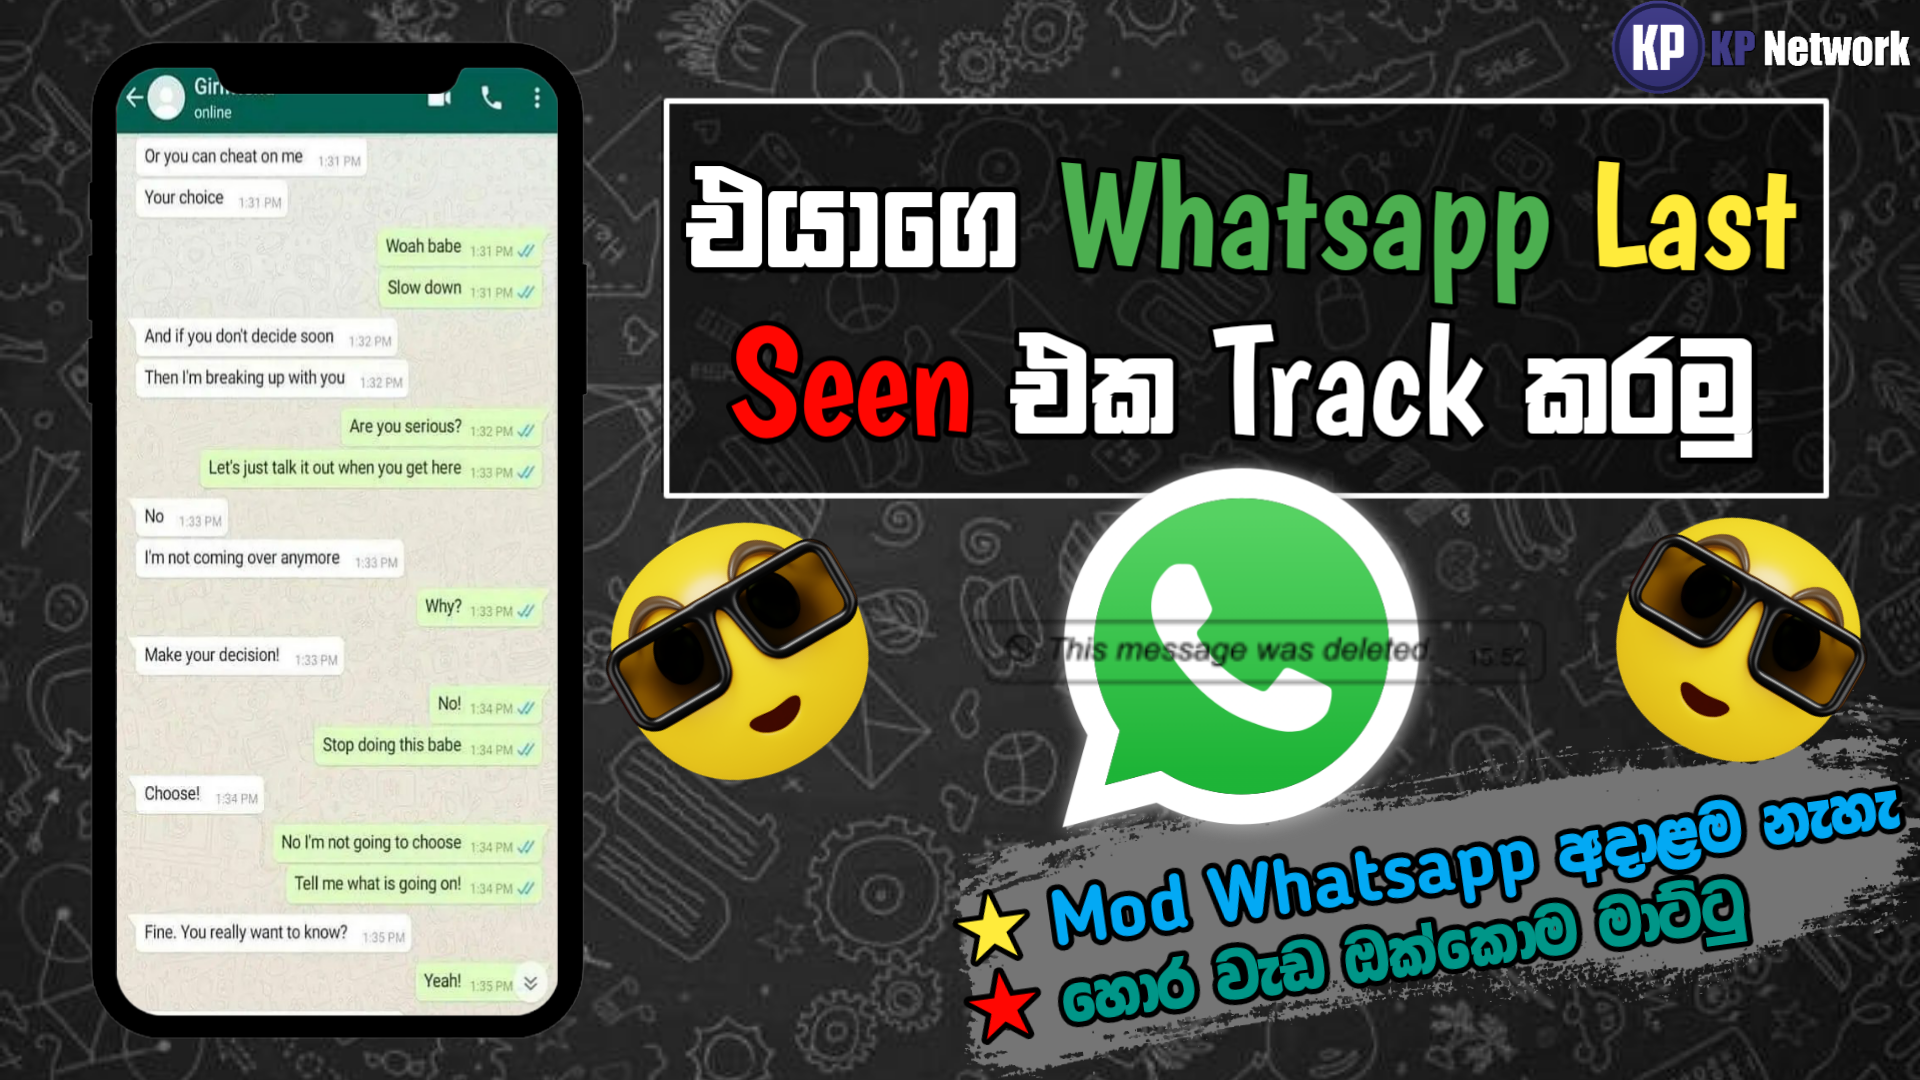 KP KP Network
එයාගෙ Whatsapp Last
Seen එක Track කරමු
online
Or you can cheat on me 1:31 PM
Your choice 1:31 PM
Woah babe 1:31 PM
Slow down 1:31 PM
And if you don't decide soon 1:32 PM
Then I'm breaking up with you 1:32 PM
Are you serious? 1:32 PM
Let's just talk it out when you get here 1:33 PM
No 1:33 PM
I'm not coming over anymore 1:33 PM
Why? 1:33 PM
Make your decision! 1:33 PM
No! 1:34 PM
Stop doing this babe 1:34 PM
Choose! 1:34 PM
No I'm not going to choose 1:34 PM
Tell me what is going on! 1:34 PM
Fine. You really want to know? 1:35 PM
Yeah! 1:35 PM
This message was deleted. 15:52
Mod Whatsapp අදාළම නැහැ
හොර වැඩ ඔක්කොම මාට්ටු